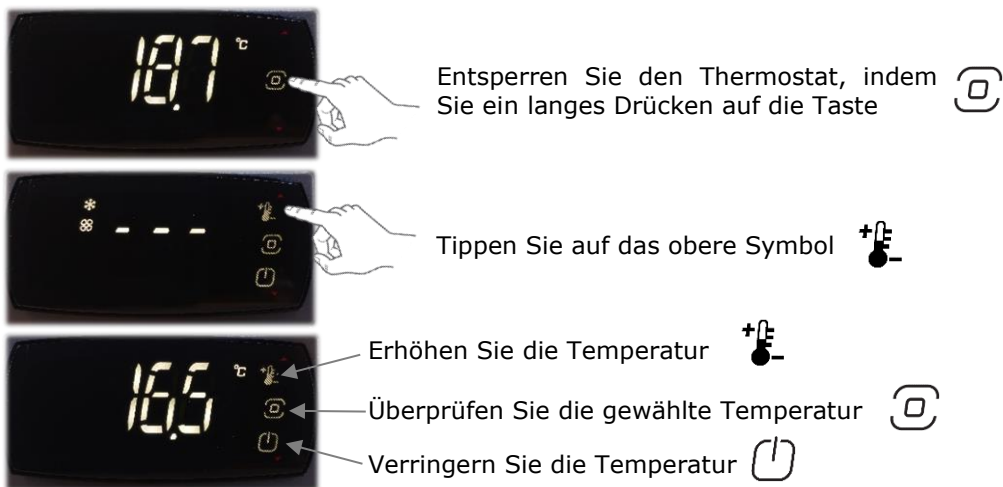 18.7 °C
Entsperren Sie den Thermostat, indem
Sie ein langes Drücken auf die Taste
- - -
Tippen Sie auf das obere Symbol
16.5 °C
Erhöhen Sie die Temperatur
Überprüfen Sie die gewählte Temperatur
Verringern Sie die Temperatur